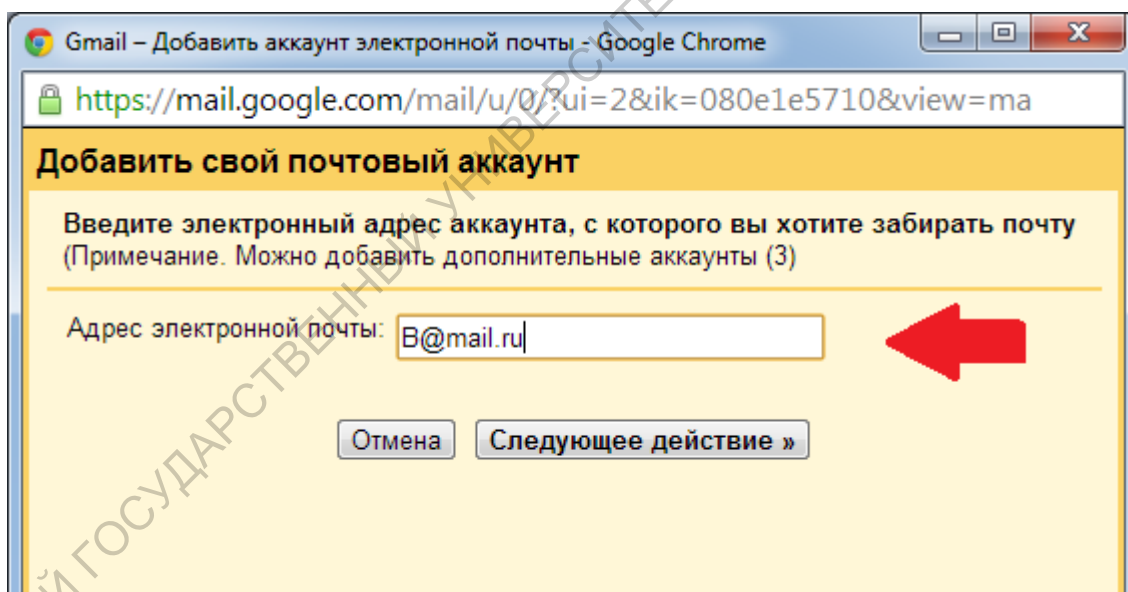 Gmail – Добавить аккаунт электронной почты - Google Chrome
https://mail.google.com/mail/u/0/?ui=2&ik=080e1e5710&view=ma
Добавить свой почтовый аккаунт
Введите электронный адрес аккаунта, с которого вы хотите забирать почту
(Примечание. Можно добавить дополнительные аккаунты (3)
Адрес электронной почты: B@mail.ru
Отмена Следующее действие »
ГОСУДАРСТВЕННЫЙ